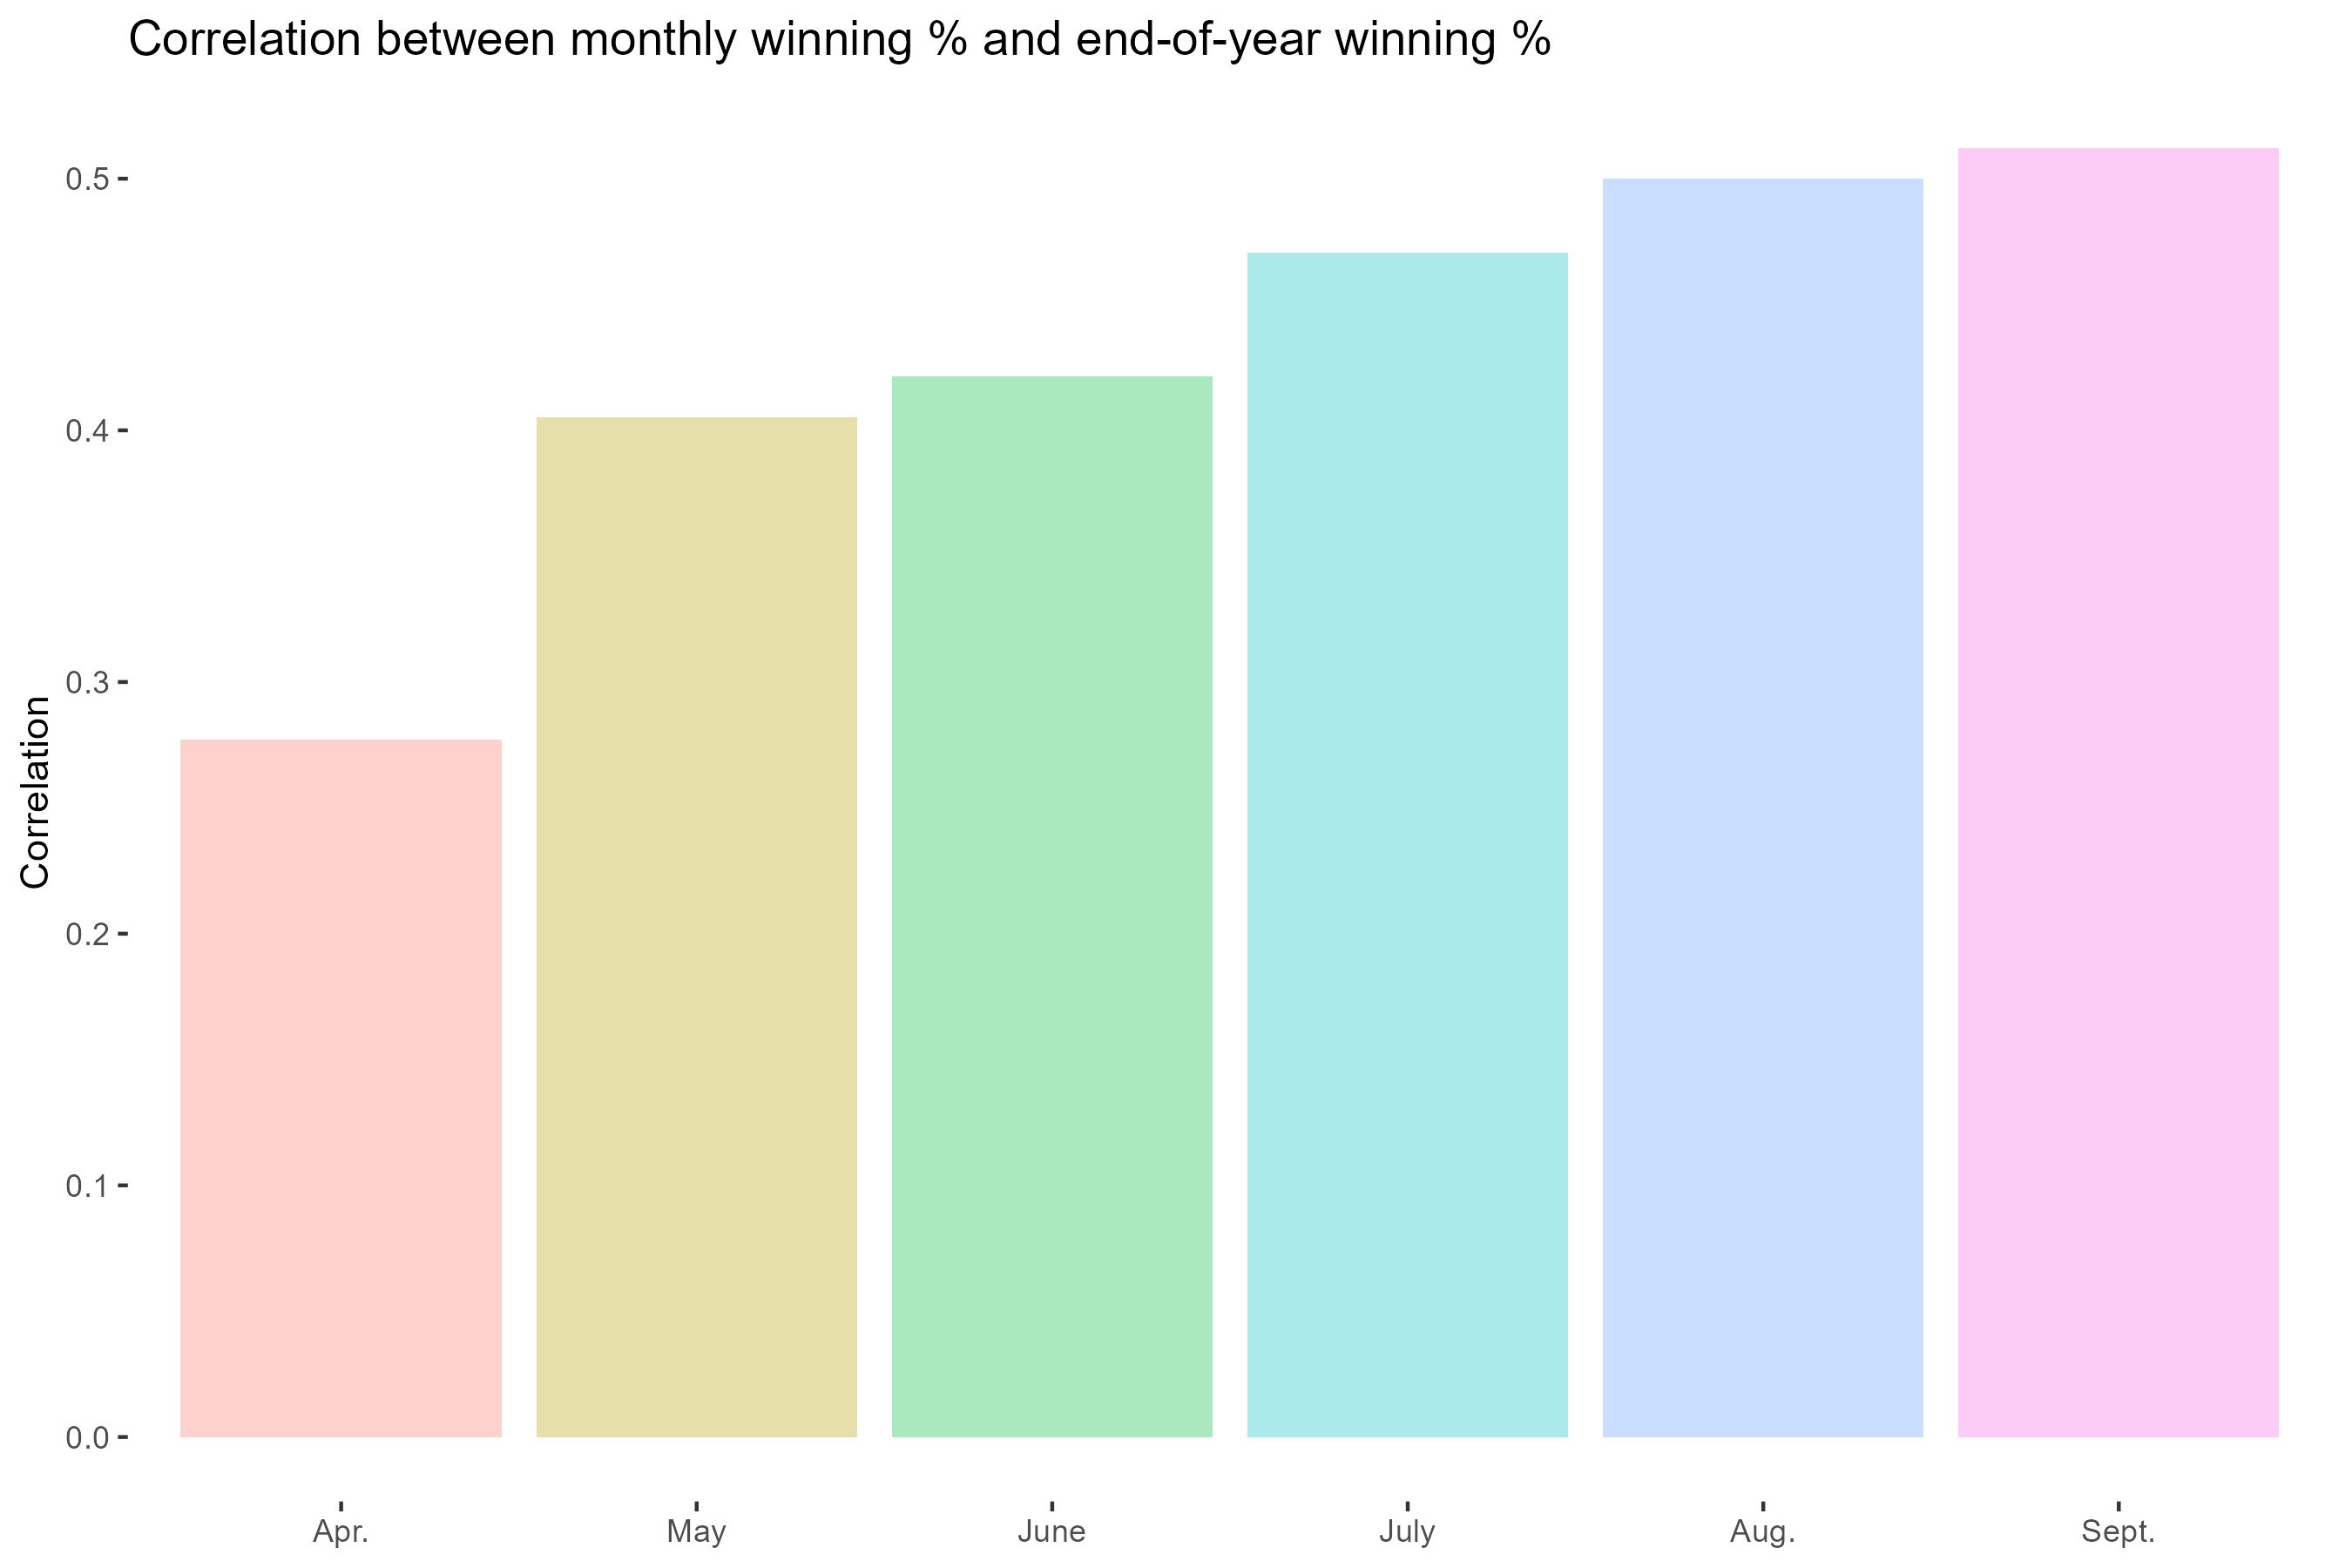 Correlation between monthly winning % and end-of-year winning %
Correlation
0.5
0.4
0.3
0.2
0.1
0.0
Apr. May June July Aug. Sept.